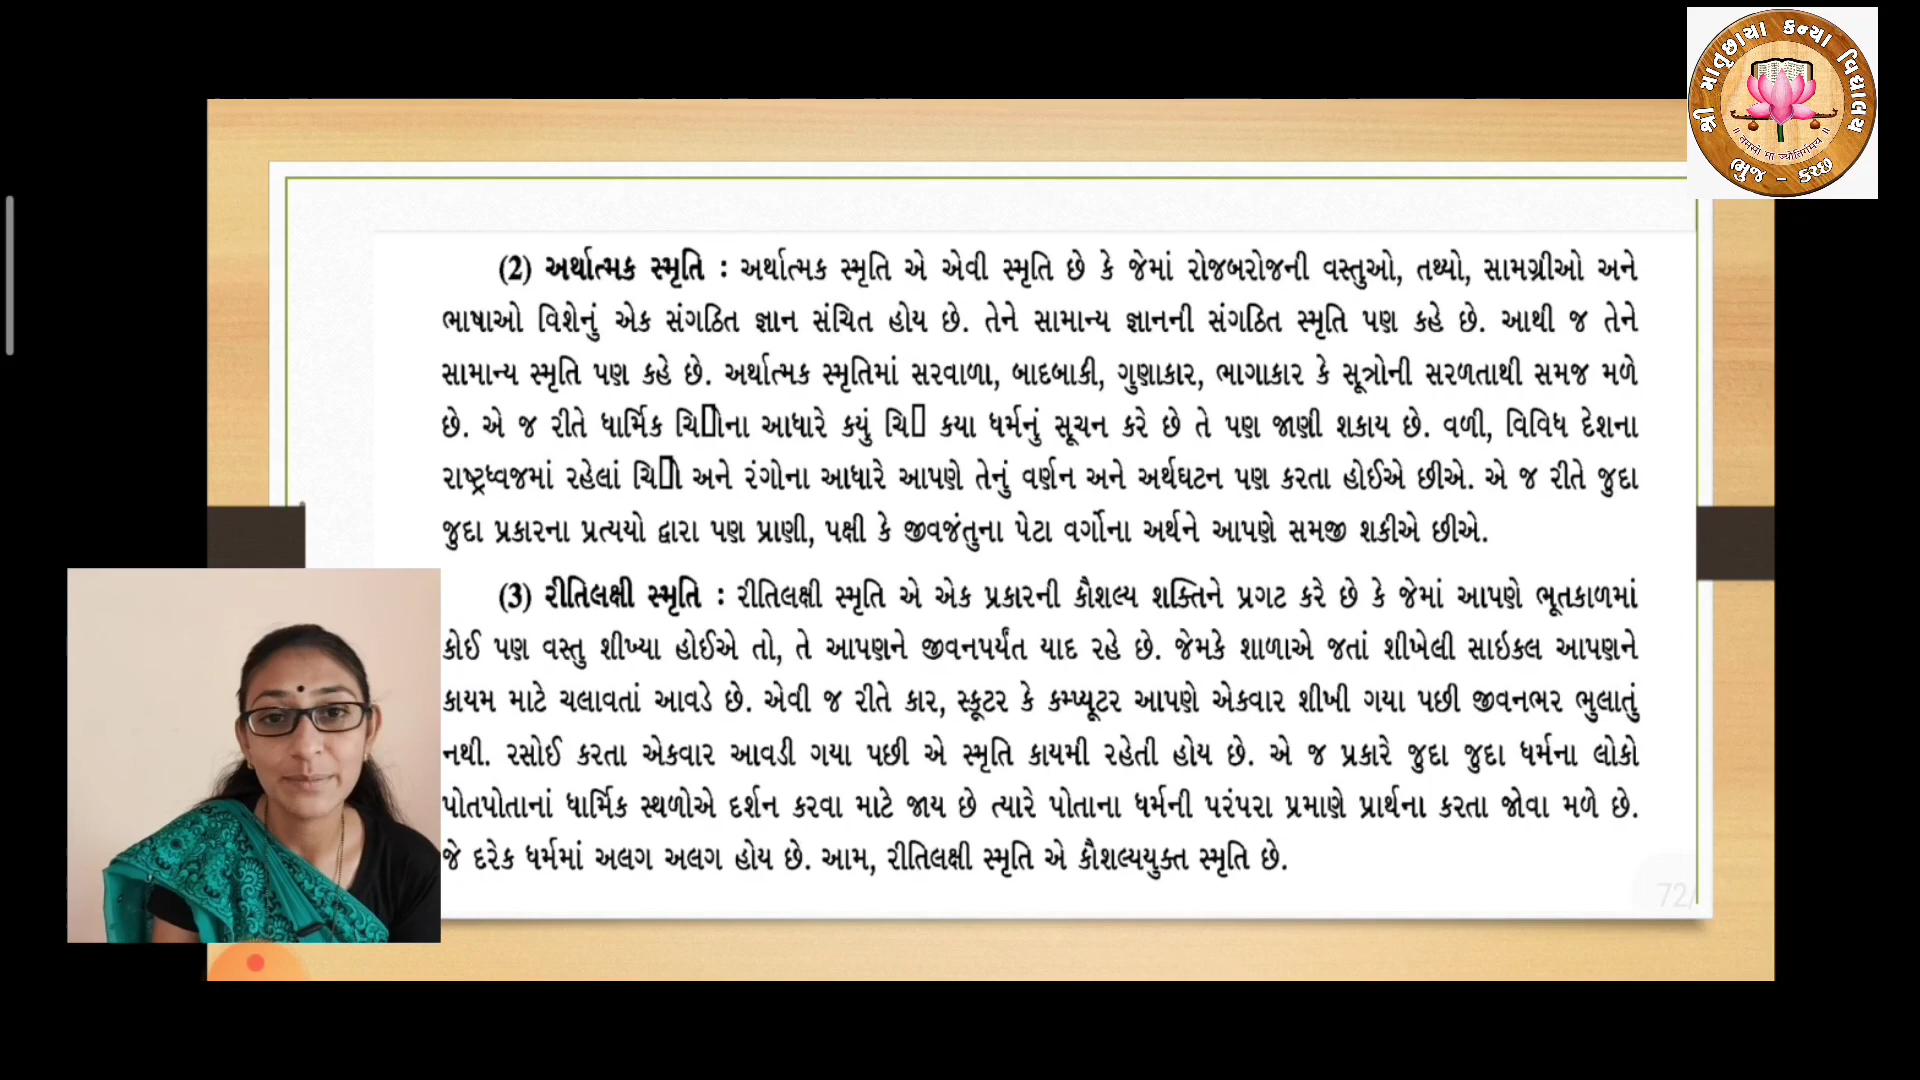 શ્રી માતૃછાયા કન્યા વિદ્યાલય
॥ તમસો મા જ્યોતિર્ગમય ॥
ભુજ - કચ્છ
(2) અર્થાત્મક સ્મૃતિ : અર્થાત્મક સ્મૃતિ એ એવી સ્મૃતિ છે કે જેમાં રોજબરોજની વસ્તુઓ, તથ્યો, સામગ્રીઓ અને
ભાષાઓ વિશેનું એક સંગઠિત જ્ઞાન સંચિત હોય છે. તેને સામાન્ય જ્ઞાનની સંગઠિત સ્મૃતિ પણ કહે છે. આથી જ તેને
સામાન્ય સ્મૃતિ પણ કહે છે. અર્થાત્મક સ્મૃતિમાં સરવાળા, બાદબાકી, ગુણાકાર, ભાગાકાર કે સૂત્રોની સરળતાથી સમજ મળે
છે. એ જ રીતે ધાર્મિક ચિ▯ોના આધારે કયું ચિ▯ કયા ધર્મનું સૂચન કરે છે તે પણ જાણી શકાય છે. વળી, વિવિધ દેશના
રાષ્ટ્રધ્વજમાં રહેલાં ચિ▯ો અને રંગોના આધારે આપણે તેનું વર્ણન અને અર્થઘટન પણ કરતા હોઈએ છીએ. એ જ રીતે જુદા
જુદા પ્રકારના પ્રત્યયો દ્વારા પણ પ્રાણી, પક્ષી કે જીવજંતુના પેટા વર્ગોના અર્થને આપણે સમજી શકીએ છીએ.
(3) રીતિલક્ષી સ્મૃતિ : રીતિલક્ષી સ્મૃતિ એ એક પ્રકારની કૌશલ્ય શક્તિને પ્રગટ કરે છે કે જેમાં આપણે ભૂતકાળમાં
કોઈ પણ વસ્તુ શીખ્યા હોઈએ તો, તે આપણને જીવનપર્યંત યાદ રહે છે. જેમકે શાળાએ જતાં શીખેલી સાઇકલ આપણને
કાયમ માટે ચલાવતાં આવડે છે. એવી જ રીતે કાર, સ્કૂટર કે કમ્પ્યૂટર આપણે એકવાર શીખી ગયા પછી જીવનભર ભુલાતું
નથી. રસોઈ કરતા એકવાર આવડી ગયા પછી એ સ્મૃતિ કાયમી રહેતી હોય છે. એ જ પ્રકારે જુદા જુદા ધર્મના લોકો
પોતપોતાનાં ધાર્મિક સ્થળોએ દર્શન કરવા માટે જાય છે ત્યારે પોતાના ધર્મની પરંપરા પ્રમાણે પ્રાર્થના કરતા જોવા મળે છે.
જે દરેક ધર્મમાં અલગ અલગ હોય છે. આમ, રીતિલક્ષી સ્મૃતિ એ કૌશલ્યયુક્ત સ્મૃતિ છે.
72/